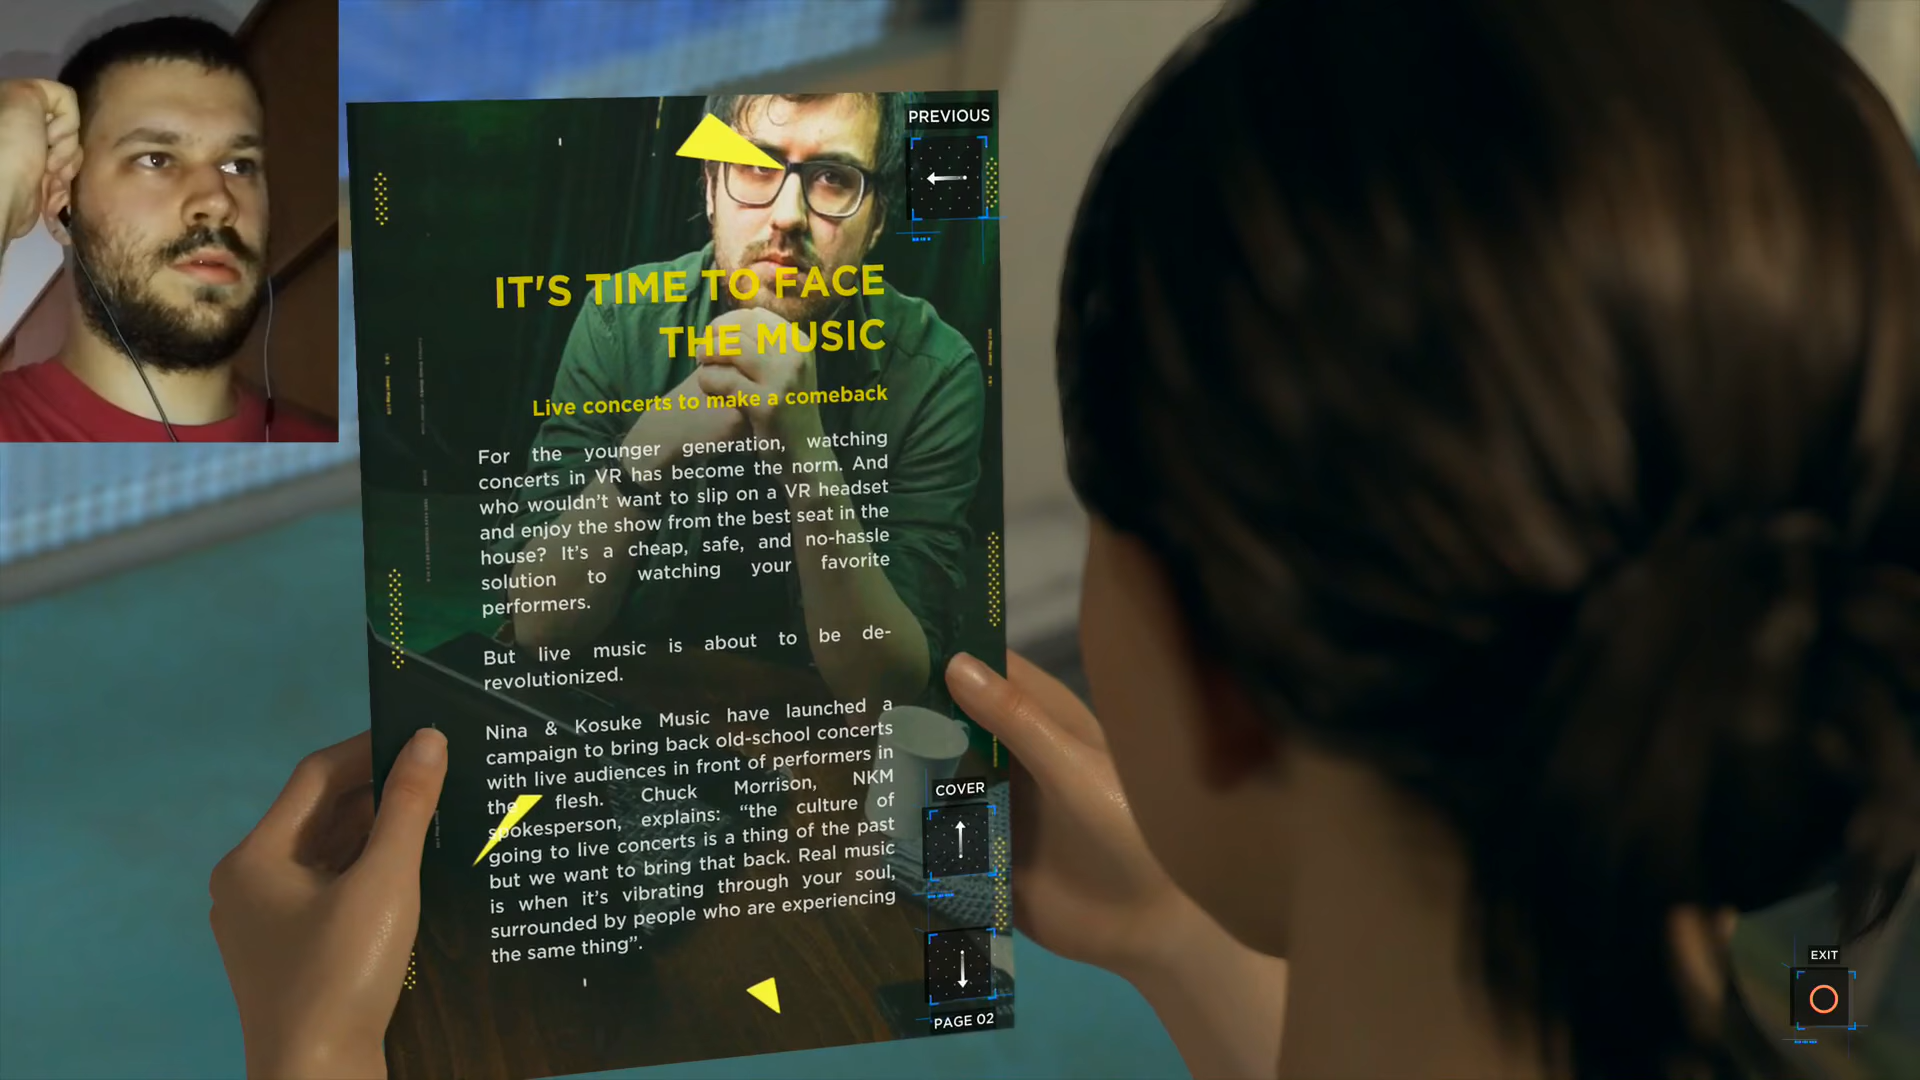 PREVIOUS
IT'S TIME TO FACE
THE MUSIC
Live concerts to make a comeback
For the younger generation, watching
concerts in VR has become the norm. And
who wouldn't want to slip on a VR headset
and enjoy the show from the best seat in the
house? It's a cheap, safe, and no-hassle
solution to watching your favorite
performers.
But live music is about to be de-
revolutionized.
Nina & Kosuke Music have launched a
campaign to bring back old-school concerts
with live audiences in front of performers in
the flesh. Chuck Morrison, NKM
spokesperson, explains: “the culture of
going to live concerts is a thing of the past
but we want to bring that back. Real music
is when it's vibrating through your soul,
surrounded by people who are experiencing
the same thing”.
COVER
PAGE 02
EXIT